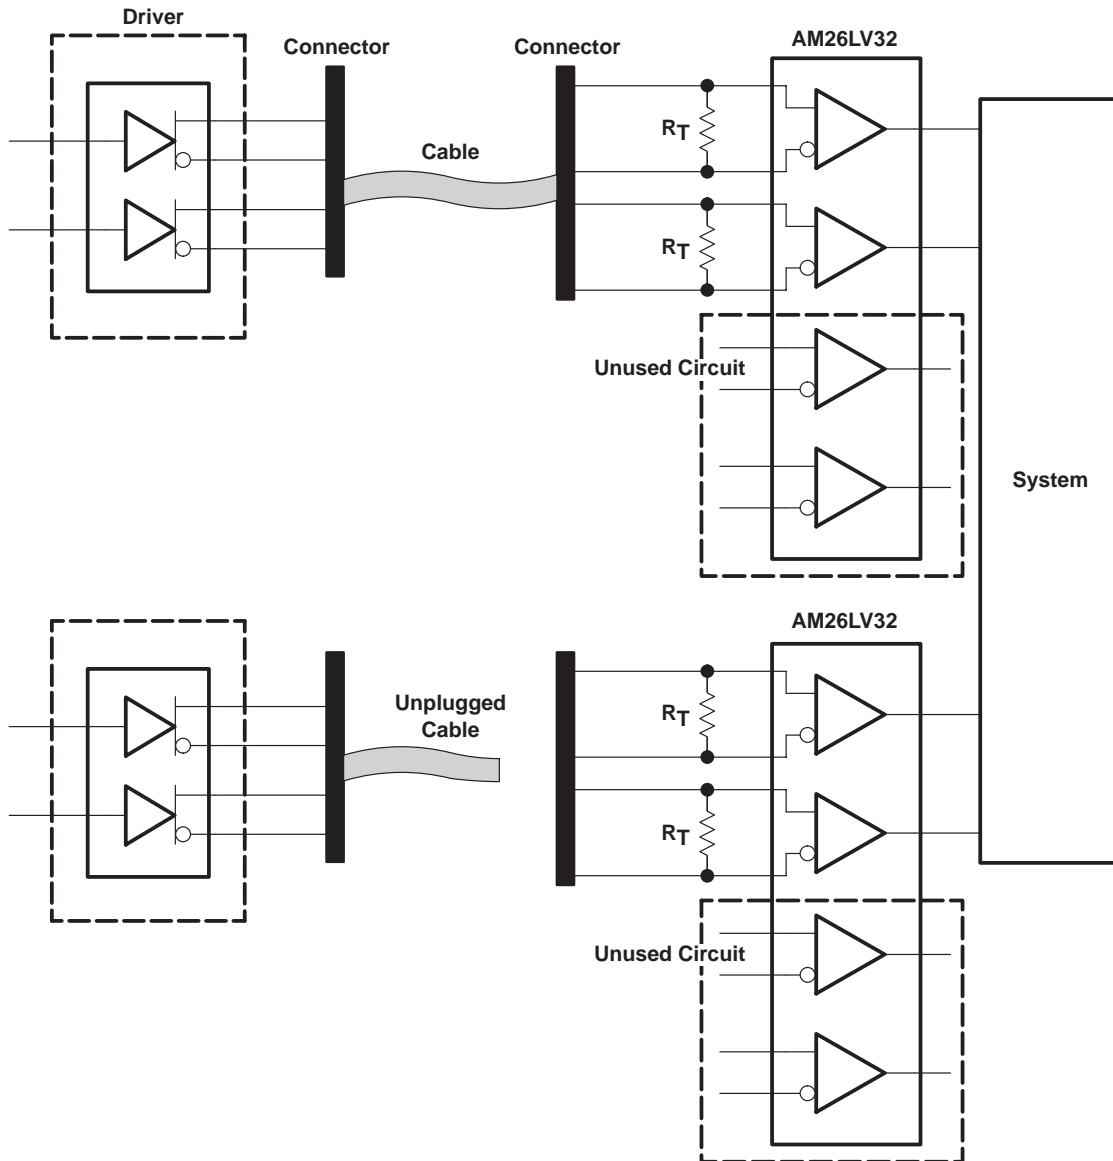 Driver
Connector
Connector
AM26LV32
RT
Cable
RT
Unused Circuit
System
AM26LV32
Unplugged
Cable
RT
RT
Unused Circuit